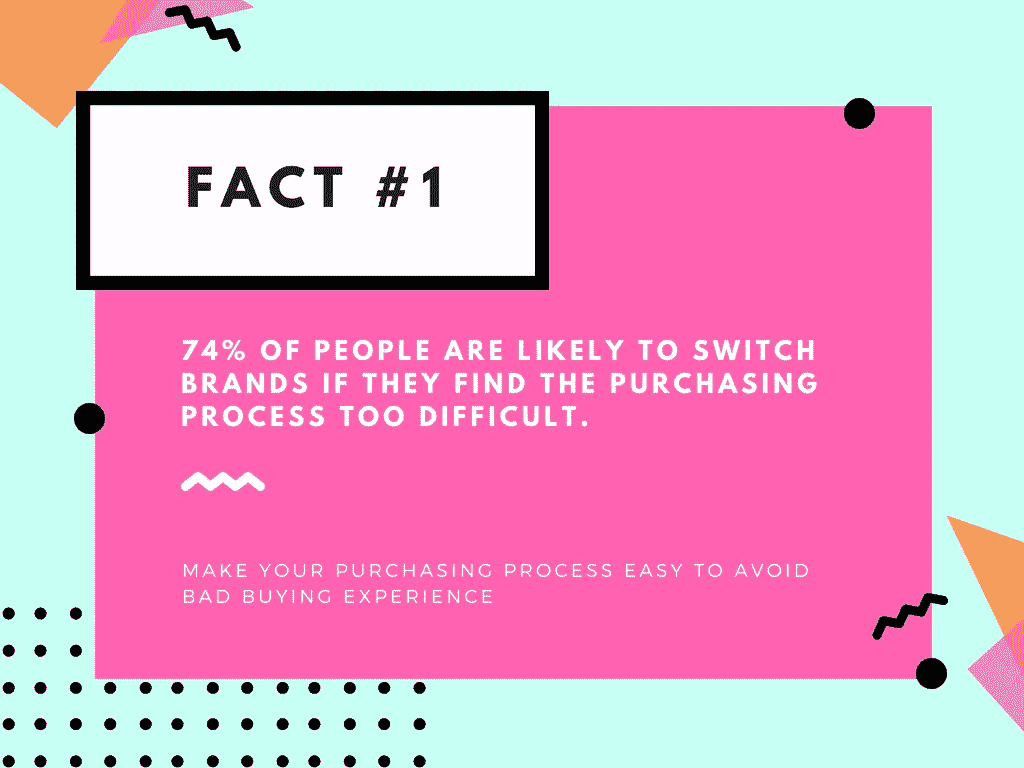 FACT #1
74% OF PEOPLE ARE LIKELY TO SWITCH
BRANDS IF THEY FIND THE PURCHASING
PROCESS TOO DIFFICULT.
MAKE YOUR PURCHASING PROCESS EASY TO AVOID
BAD BUYING EXPERIENCE